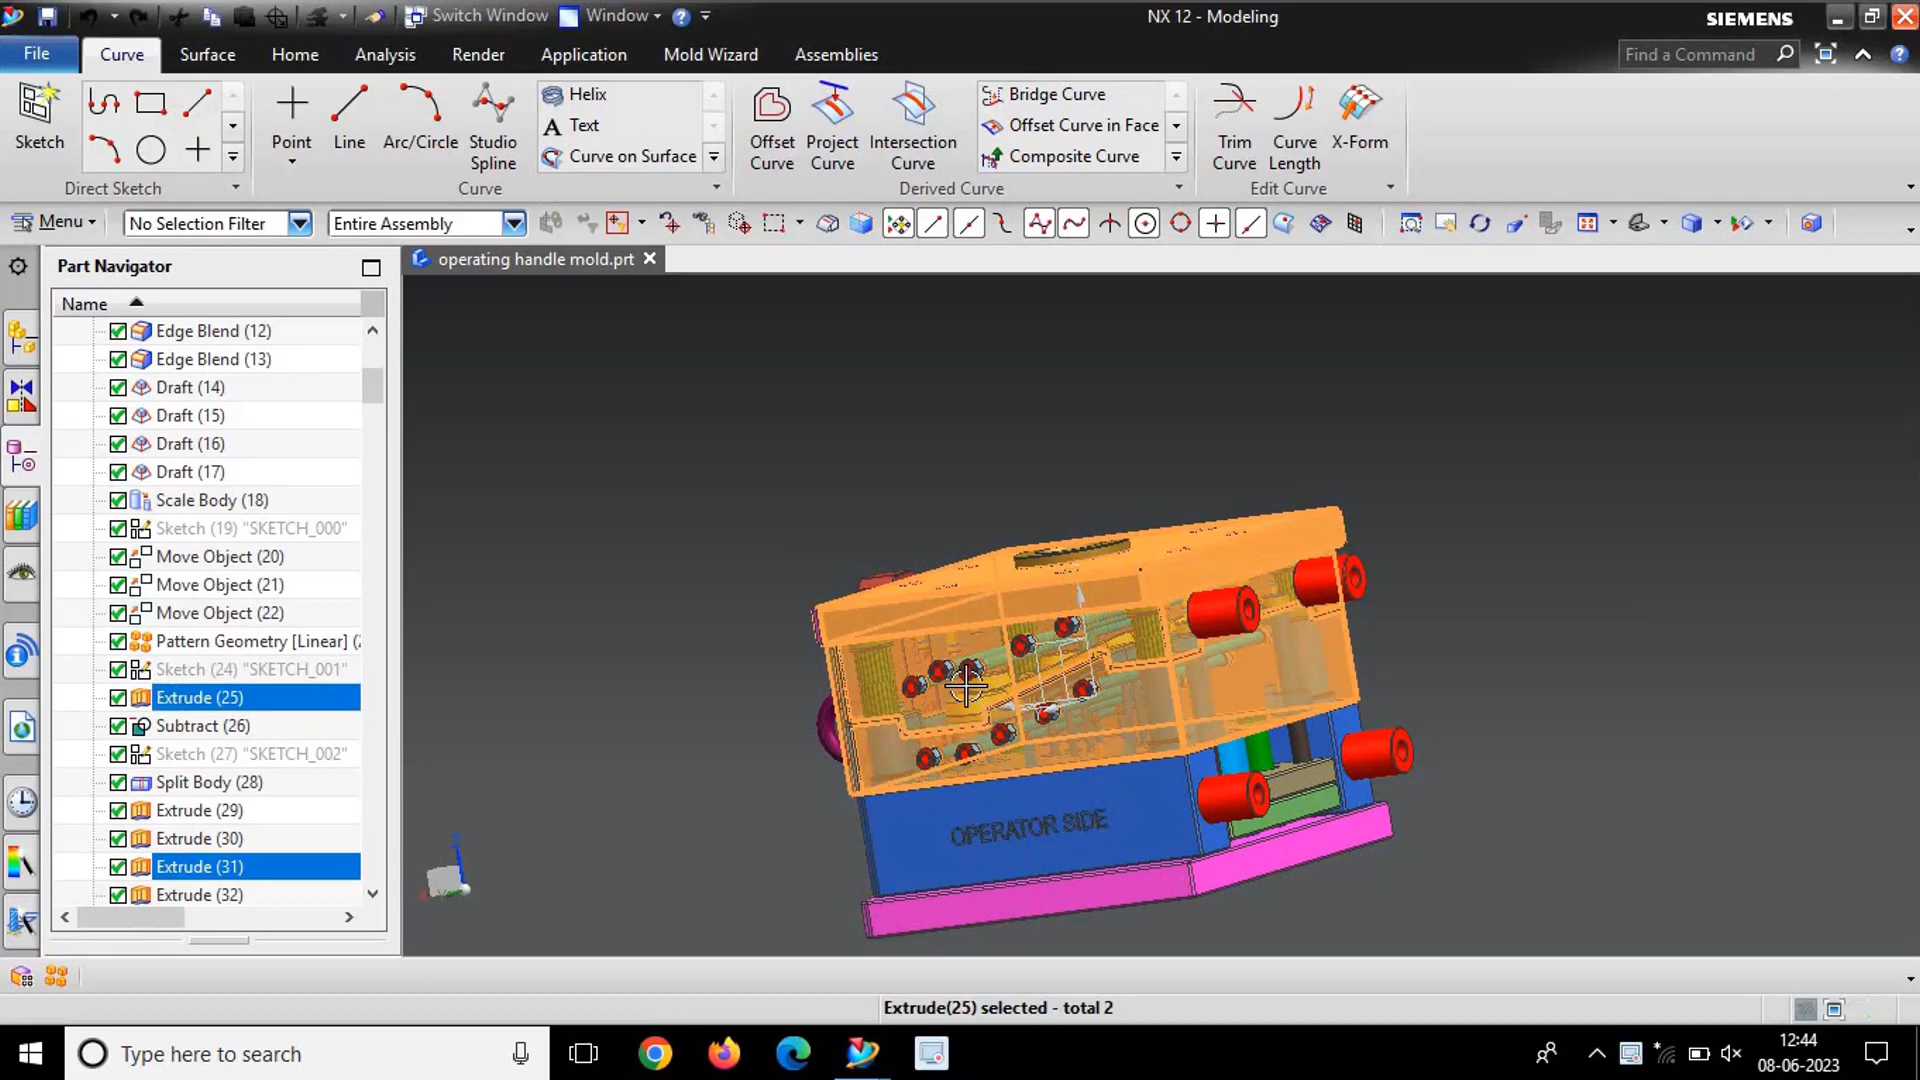 Switch Window
Window
NX 12 - Modeling
SIEMENS
File
Curve
Surface
Home
Analysis
Render
Application
Mold Wizard
Assemblies
Find a Command
Sketch
Point
Line
Arc/Circle
Studio
Spline
Helix
Text
Curve on Surface
Offset
Curve
Project
Curve
Intersection
Curve
Bridge Curve
Offset Curve in Face
Composite Curve
Trim
Curve
Curve
Length
X-Form
Direct Sketch
Curve
Derived Curve
Edit Curve
Menu
No Selection Filter
Entire Assembly
Part Navigator
operating handle mold.prt
Name
Edge Blend (12)
Edge Blend (13)
Draft (14)
Draft (15)
Draft (16)
Draft (17)
Scale Body (18)
Sketch (19) "SKETCH_000"
Move Object (20)
Move Object (21)
Move Object (22)
Pattern Geometry [Linear] (2
Sketch (24) "SKETCH_001"
Extrude (25)
Subtract (26)
Sketch (27) "SKETCH_002"
Split Body (28)
Extrude (29)
Extrude (30)
Extrude (31)
Extrude (32)
OPERATOR SIDE
Extrude(25) selected - total 2
Type here to search
12:44
08-06-2023